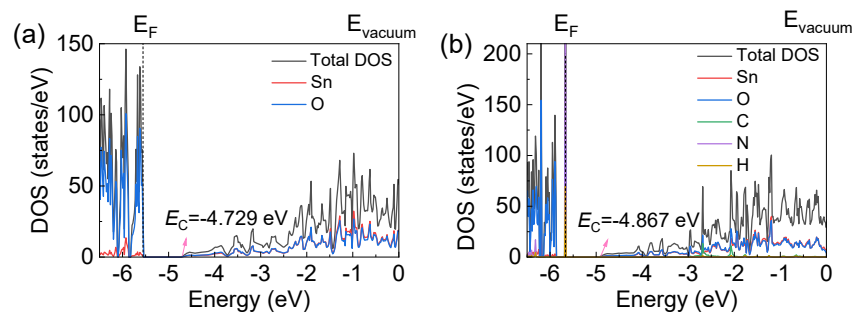 (a)
E_F
E_vacuum
150
100
50
0
DOS (states/eV)
Total DOS
Sn
O
E_C=-4.729 eV
-6 -5 -4 -3 -2 -1 0
Energy (eV)
(b)
E_F
E_vacuum
200
150
100
50
0
DOS (states/eV)
Total DOS
Sn
O
C
N
H
E_C=-4.867 eV
-6 -5 -4 -3 -2 -1 0
Energy (eV)